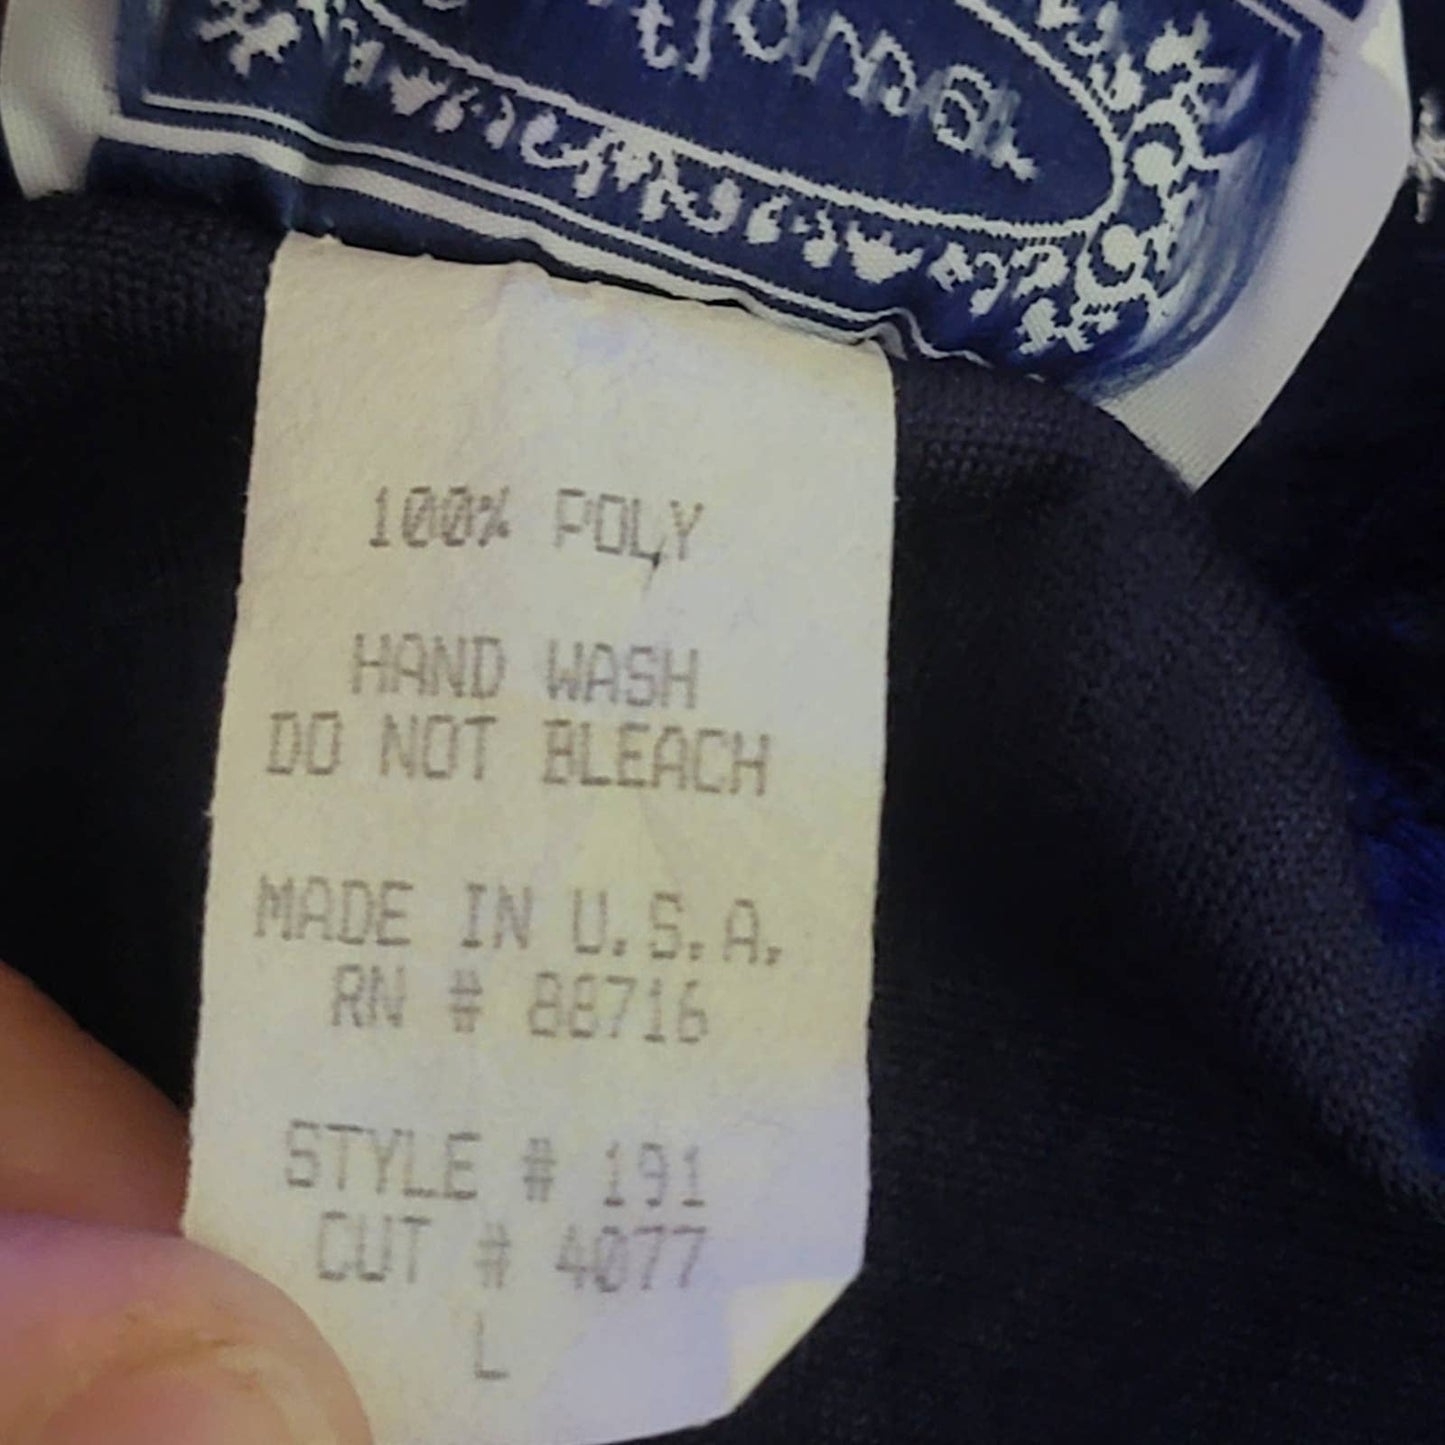 100% POLY
HAND WASH
DO NOT BLEACH
MADE IN U.S.A.
RN # 88716
STYLE # 191
CUT # 4077
L